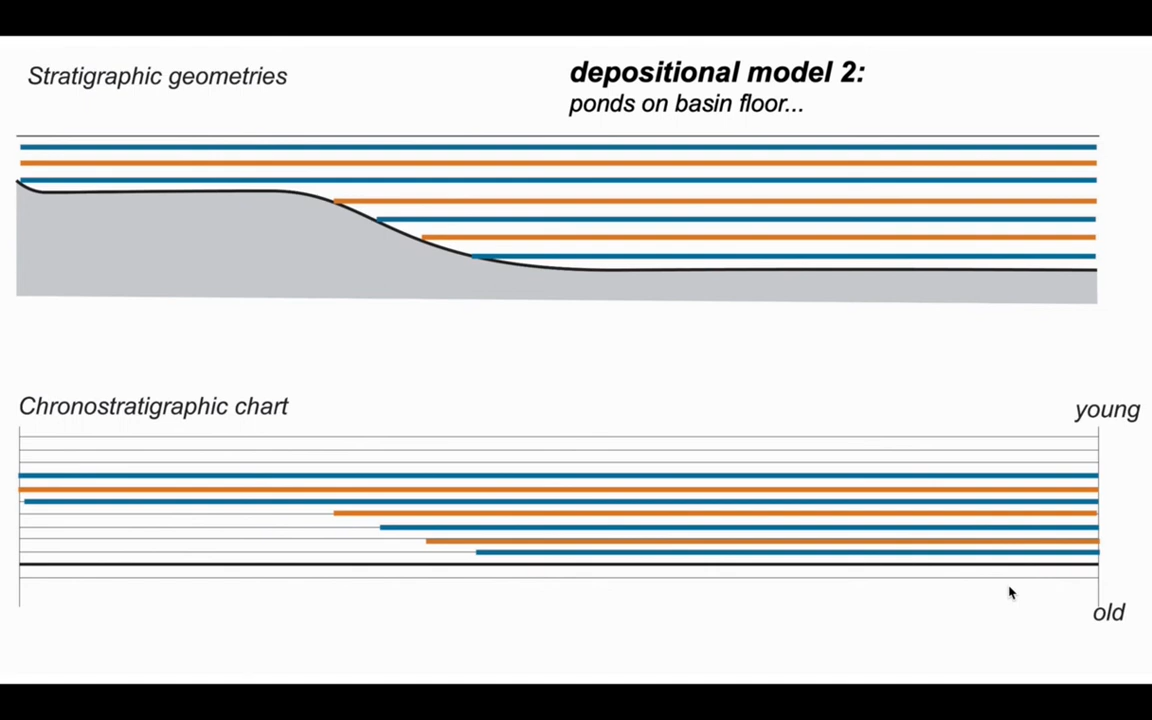 Stratigraphic geometries
depositional model 2:
ponds on basin floor...
Chronostratigraphic chart
young
old